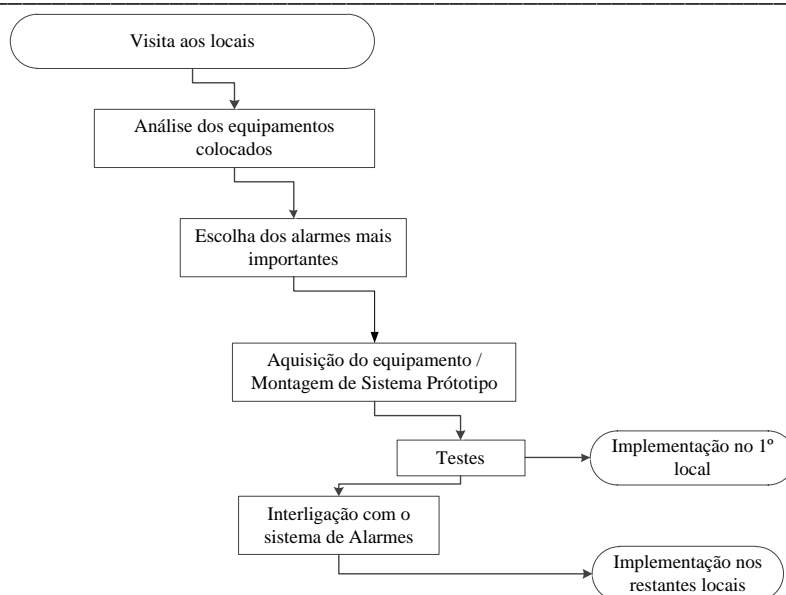 Visita aos locais
Análise dos equipamentos
colocados
Escolha dos alarmes mais
importantes
Aquisição do equipamento /
Montagem de Sistema Prótotipo
Testes
Implementação no 1º
local
Interligação com o
sistema de Alarmes
Implementação nos
restantes locais